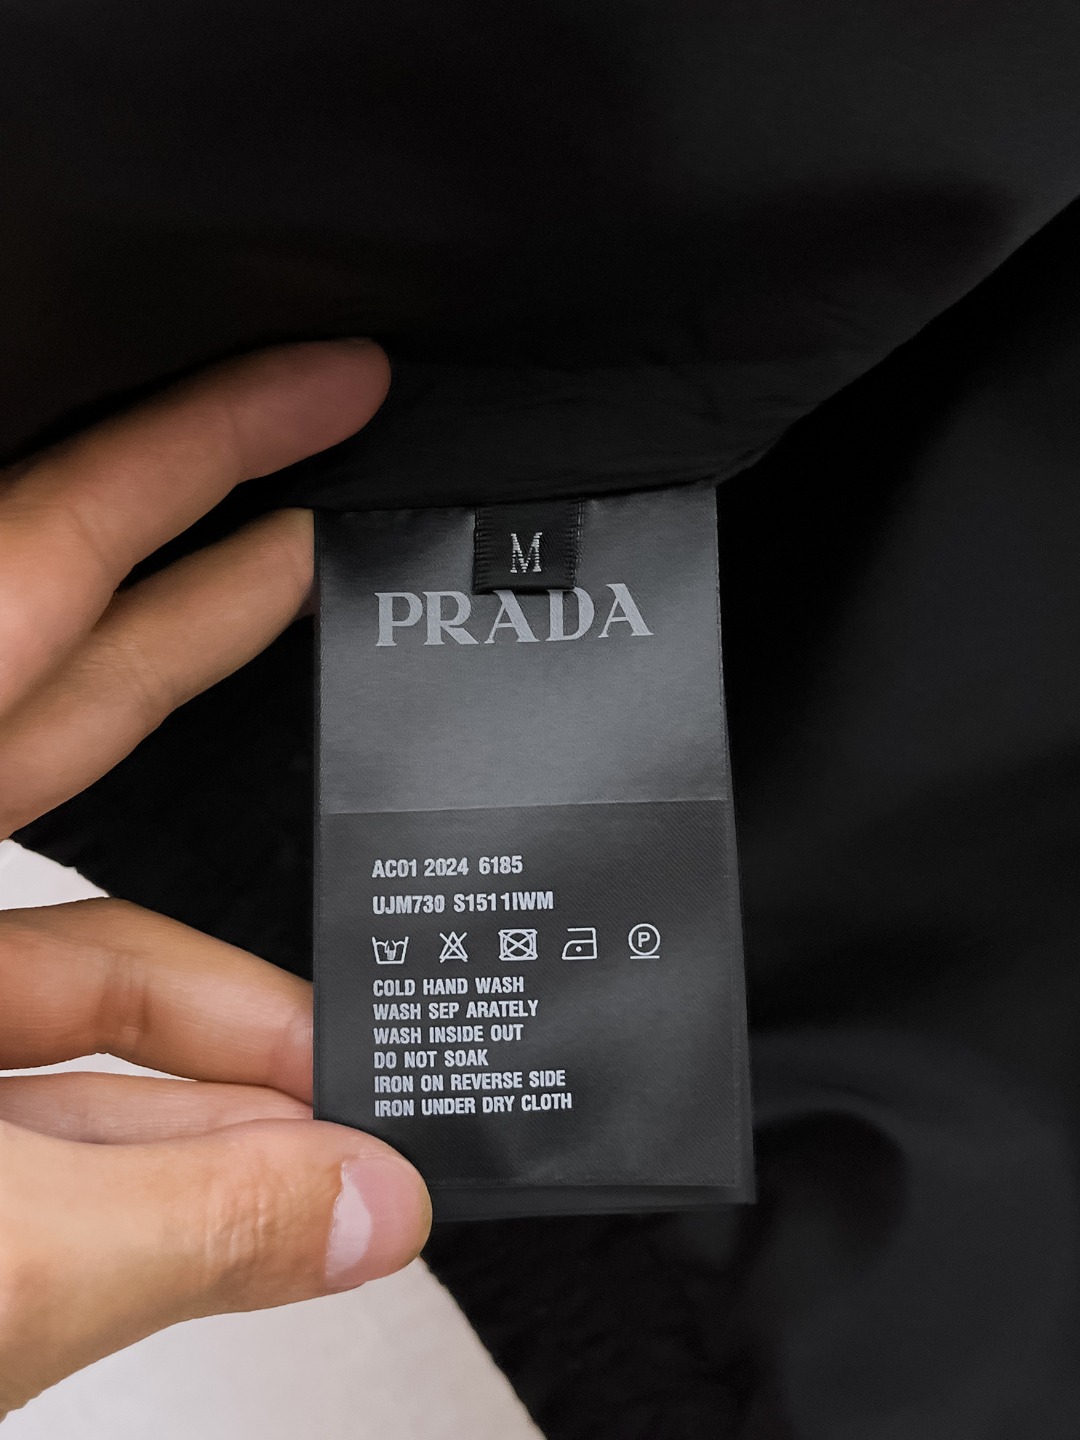 M
PRADA
AC01 2024 6185
UJM730 S1511IWM
P
COLD HAND WASH
WASH SEP ARATELY
WASH INSIDE OUT
DO NOT SOAK
IRON ON REVERSE SIDE
IRON UNDER DRY CLOTH